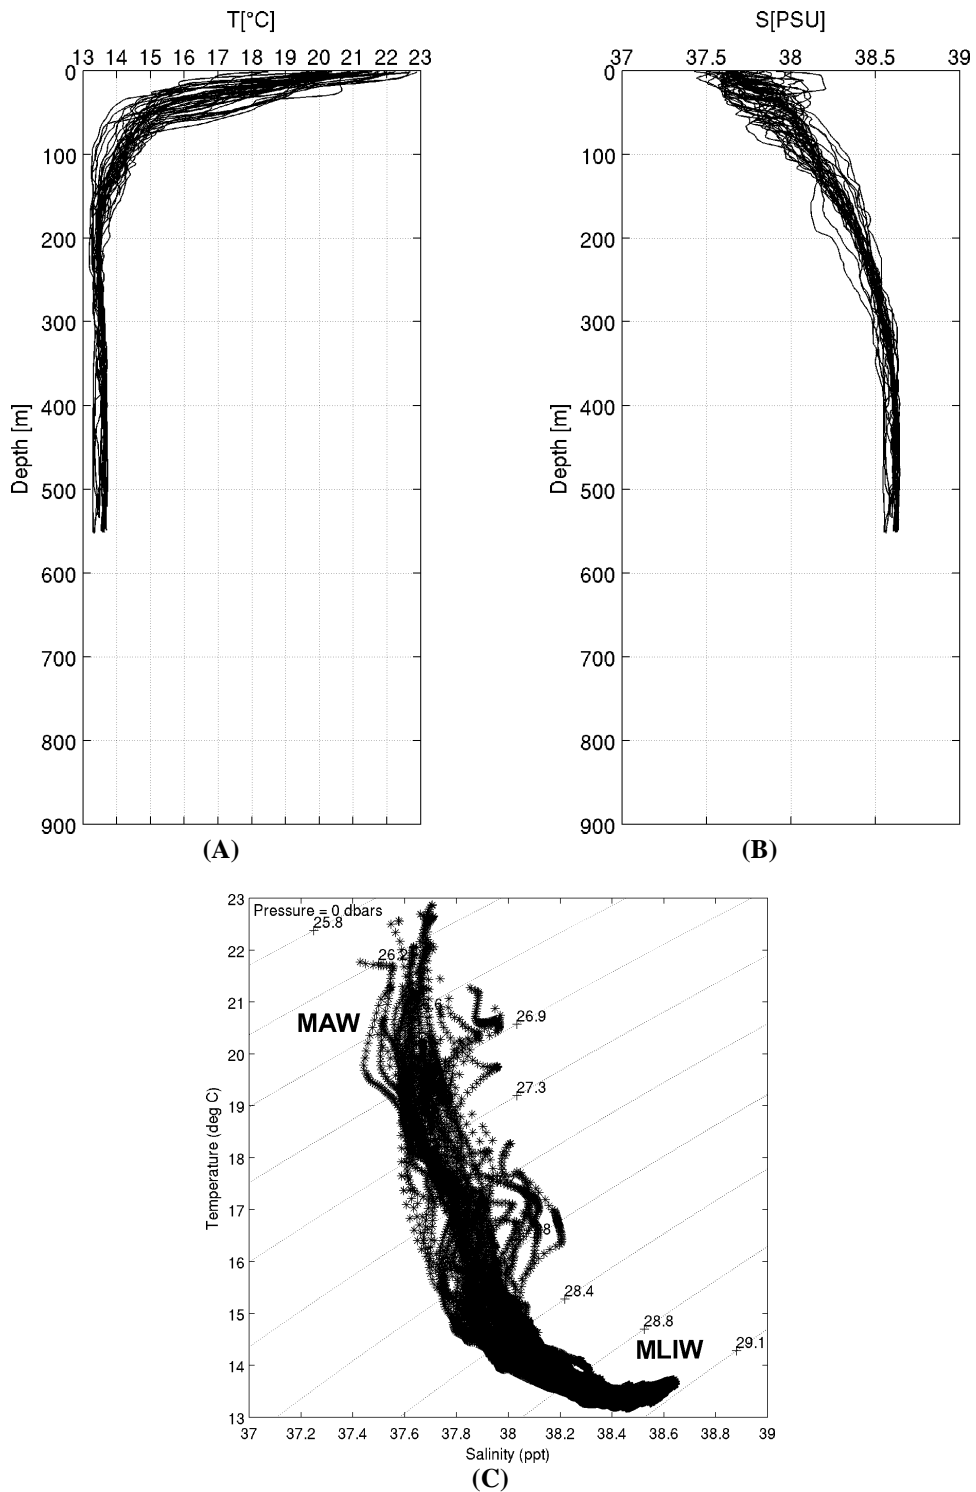 T[°C]
13 14 15 16 17 18 19 20 21 22 23
0
100
200
300
400
500
600
700
800
900
Depth [m]
(A)
S[PSU]
37 37.5 38 38.5 39
0
100
200
300
400
500
600
700
800
900
Depth [m]
(B)
Pressure = 0 dbars
25.8
26.2
6
26.9
27.3
8
28.4
28.8
29.1
MAW
MLIW
23
22
21
20
19
18
17
16
15
14
13
Temperature (deg C)
37 37.2 37.4 37.6 37.8 38 38.2 38.4 38.6 38.8 39
Salinity (ppt)
(C)